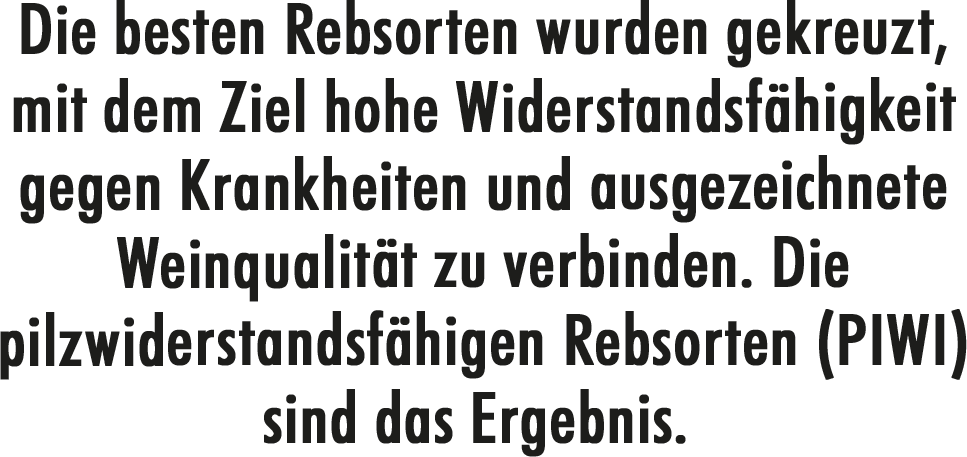 Die besten Rebsorten wurden gekreuzt,
mit dem Ziel hohe Widerstandsfähigkeit
gegen Krankheiten und ausgezeichnete
Weinqualität zu verbinden. Die
pilzwiderstandsfähigen Rebsorten (PIWI)
sind das Ergebnis.